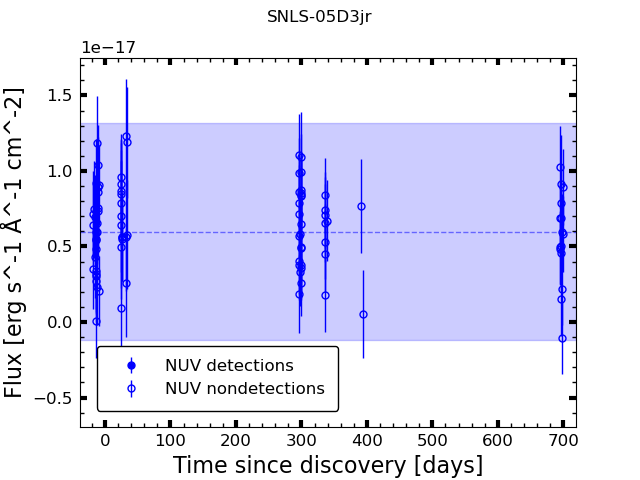 SNLS-05D3jr
1e−17
1.5
1.0
0.5
0.0
−0.5
Flux [erg s^-1 Å^-1 cm^-2]
NUV detections
NUV nondetections
0 100 200 300 400 500 600 700
Time since discovery [days]